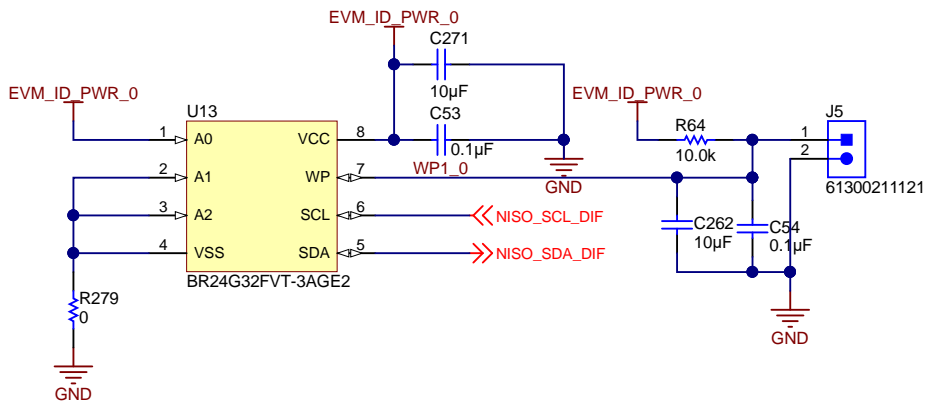 EVM_ID_PWR_0
C271
10µF
EVM_ID_PWR_0
U13
C53
0.1µF
EVM_ID_PWR_0
R64
10.0k
J5
1
2
61300211121
1
A0
VCC
8
2
A1
WP
7
WP1_0
GND
3
A2
SCL
6
NISO_SCL_DIF
4
VSS
SDA
5
NISO_SDA_DIF
BR24G32FVT-3AGE2
C262
10µF
C54
0.1µF
R279
0
GND
GND